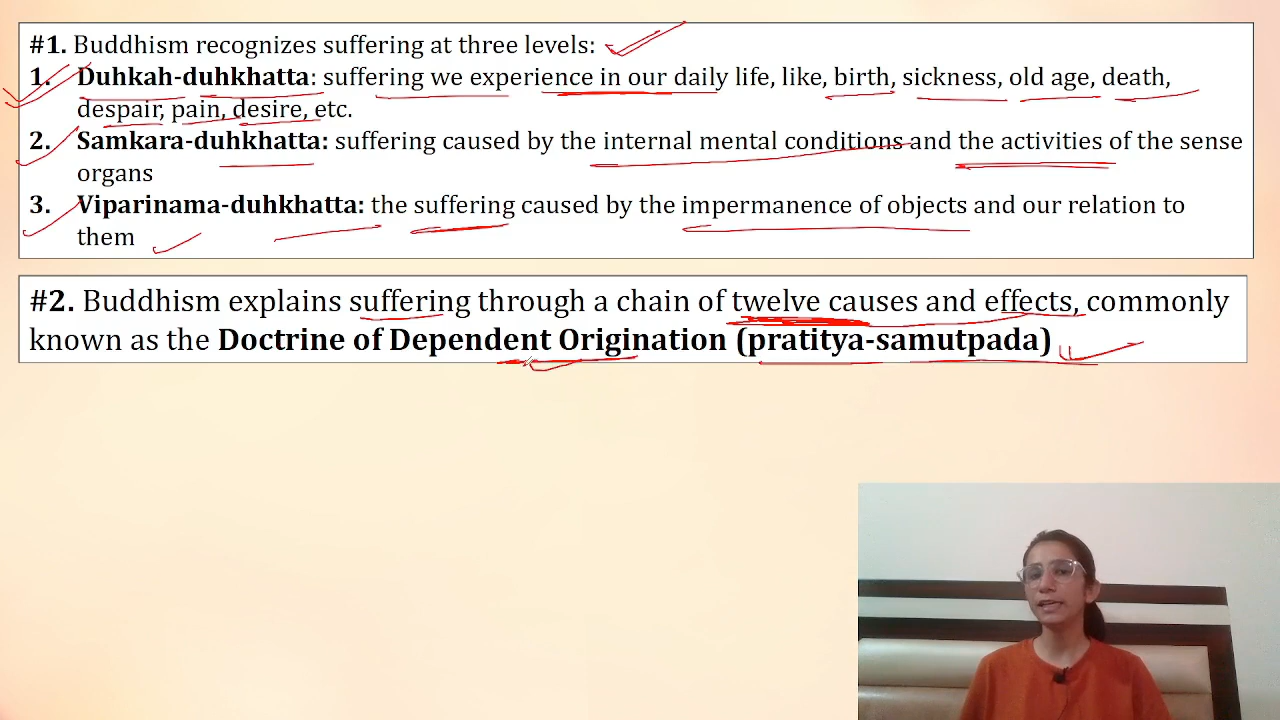 #1. Buddhism recognizes suffering at three levels:
1. Duhkah-duhkhatta: suffering we experience in our daily life, like, birth, sickness, old age, death,
despair, pain, desire, etc.
2. Samkara-duhkhatta: suffering caused by the internal mental conditions and the activities of the sense
organs
3. Viparinama-duhkhatta: the suffering caused by the impermanence of objects and our relation to
them
#2. Buddhism explains suffering through a chain of twelve causes and effects, commonly
known as the Doctrine of Dependent Origination (pratitya-samutpada)